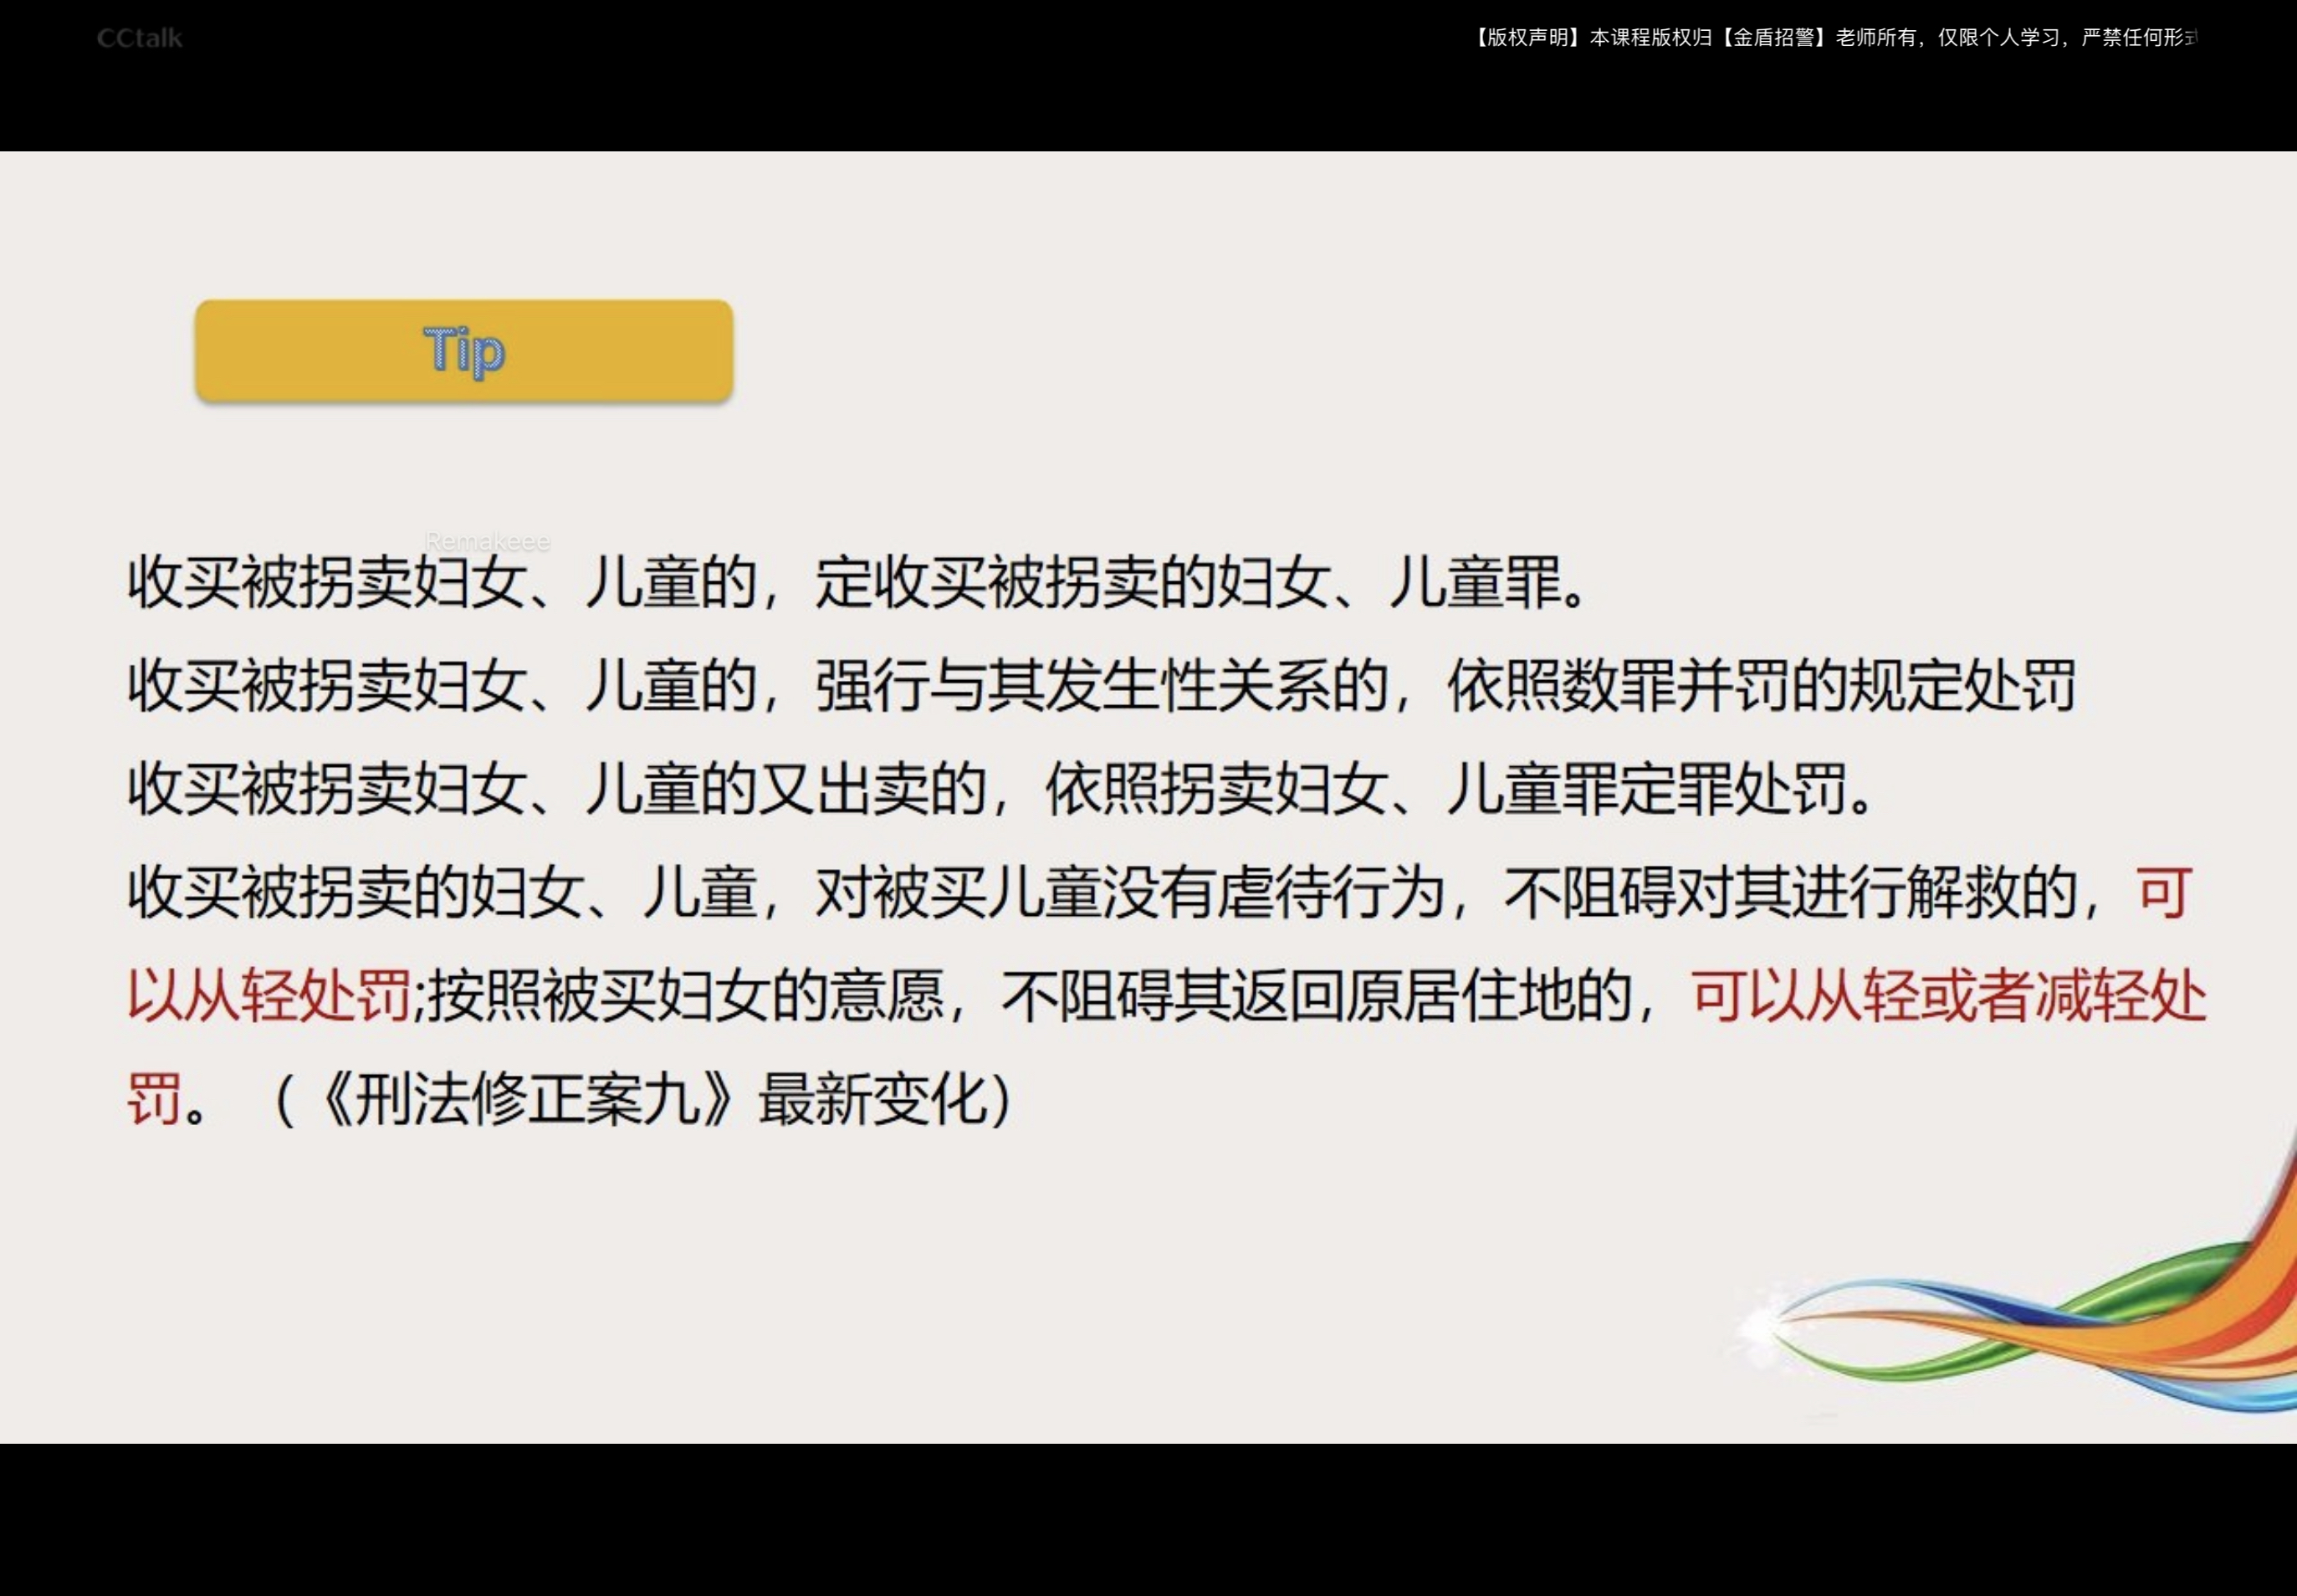 CCtalk
【版权声明】本课程版权归【金盾招警】老师所有，仅限个人学习，严禁任何形式
Tip
Remakeee
收买被拐卖妇女、儿童的，定收买被拐卖的妇女、儿童罪。
收买被拐卖妇女、儿童的，强行与其发生性关系的，依照数罪并罚的规定处罚
收买被拐卖妇女、儿童的又出卖的，依照拐卖妇女、儿童罪定罪处罚。
收买被拐卖的妇女、儿童，对被买儿童没有虐待行为，不阻碍对其进行解救的，可
以从轻处罚;按照被买妇女的意愿，不阻碍其返回原居住地的，可以从轻或者减轻处
罚。（《刑法修正案九》最新变化）